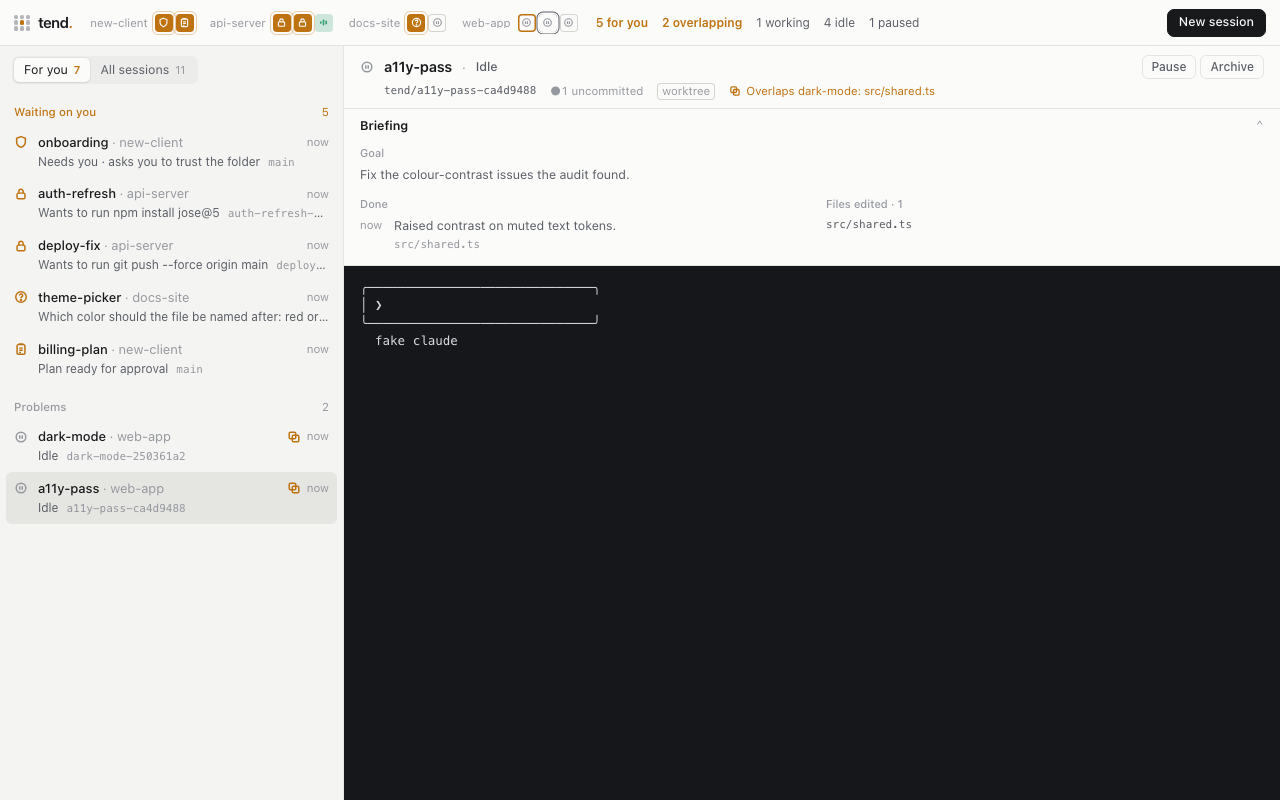 tend. new-client api-server docs-site web-app 5 for you 2 overlapping 1 working 4 idle 1 paused New session
For you 7 All sessions 11
Waiting on you 5
onboarding · new-client now
Needs you · asks you to trust the folder main
auth-refresh · api-server now
Wants to run npm install jose@5 auth-refresh-…
deploy-fix · api-server now
Wants to run git push --force origin main deploy…
theme-picker · docs-site now
Which color should the file be named after: red or…
billing-plan · new-client now
Plan ready for approval main
Problems 2
dark-mode · web-app now
Idle dark-mode-250361a2
a11y-pass · web-app now
Idle a11y-pass-ca4d9488
a11y-pass · Idle Pause Archive
tend/a11y-pass-ca4d9488 1 uncommitted worktree Overlaps dark-mode: src/shared.ts
Briefing
Goal
Fix the colour-contrast issues the audit found.
Done
now Raised contrast on muted text tokens.
src/shared.ts
Files edited · 1
src/shared.ts
❯
fake claude